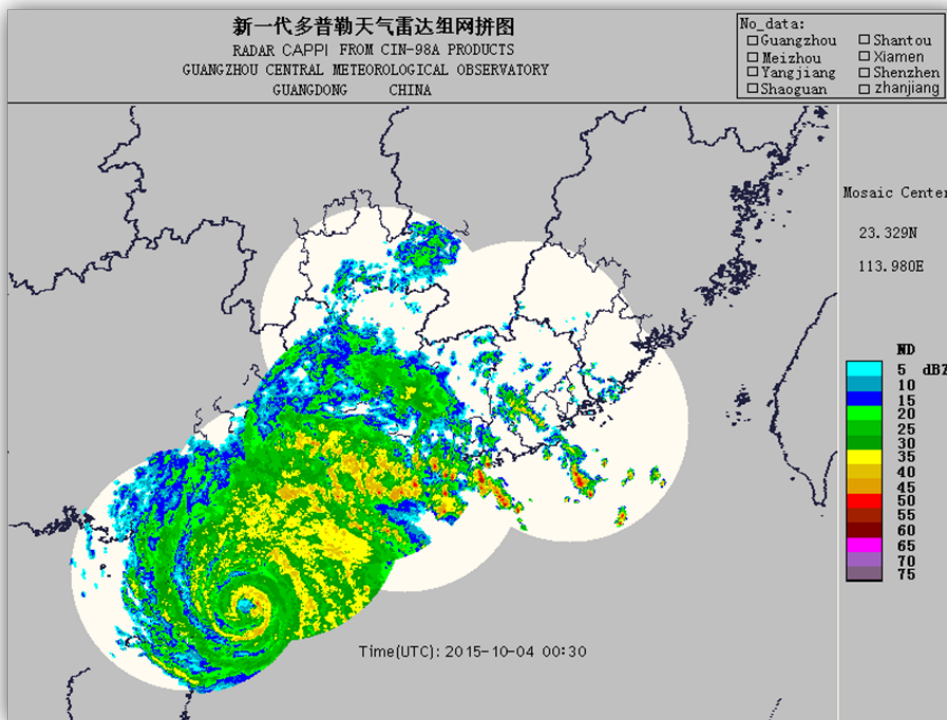 新一代多普勒天气雷达组网拼图
RADAR CAPPI FROM CIN-98A PRODUCTS
GUANGZHOU CENTRAL METEOROLOGICAL OBSERVATORY
GUANGDONG CHINA
No_data:
Guangzhou Shantou
Meizhou Xiamen
Yangjiang Shenzhen
Shaoguan zhanjiang
Mosaic Center
23.329N
113.980E
ND
5 dBZ
10
15
20
25
30
35
40
45
50
55
60
65
70
75
Time(UTC): 2015-10-04 00:30